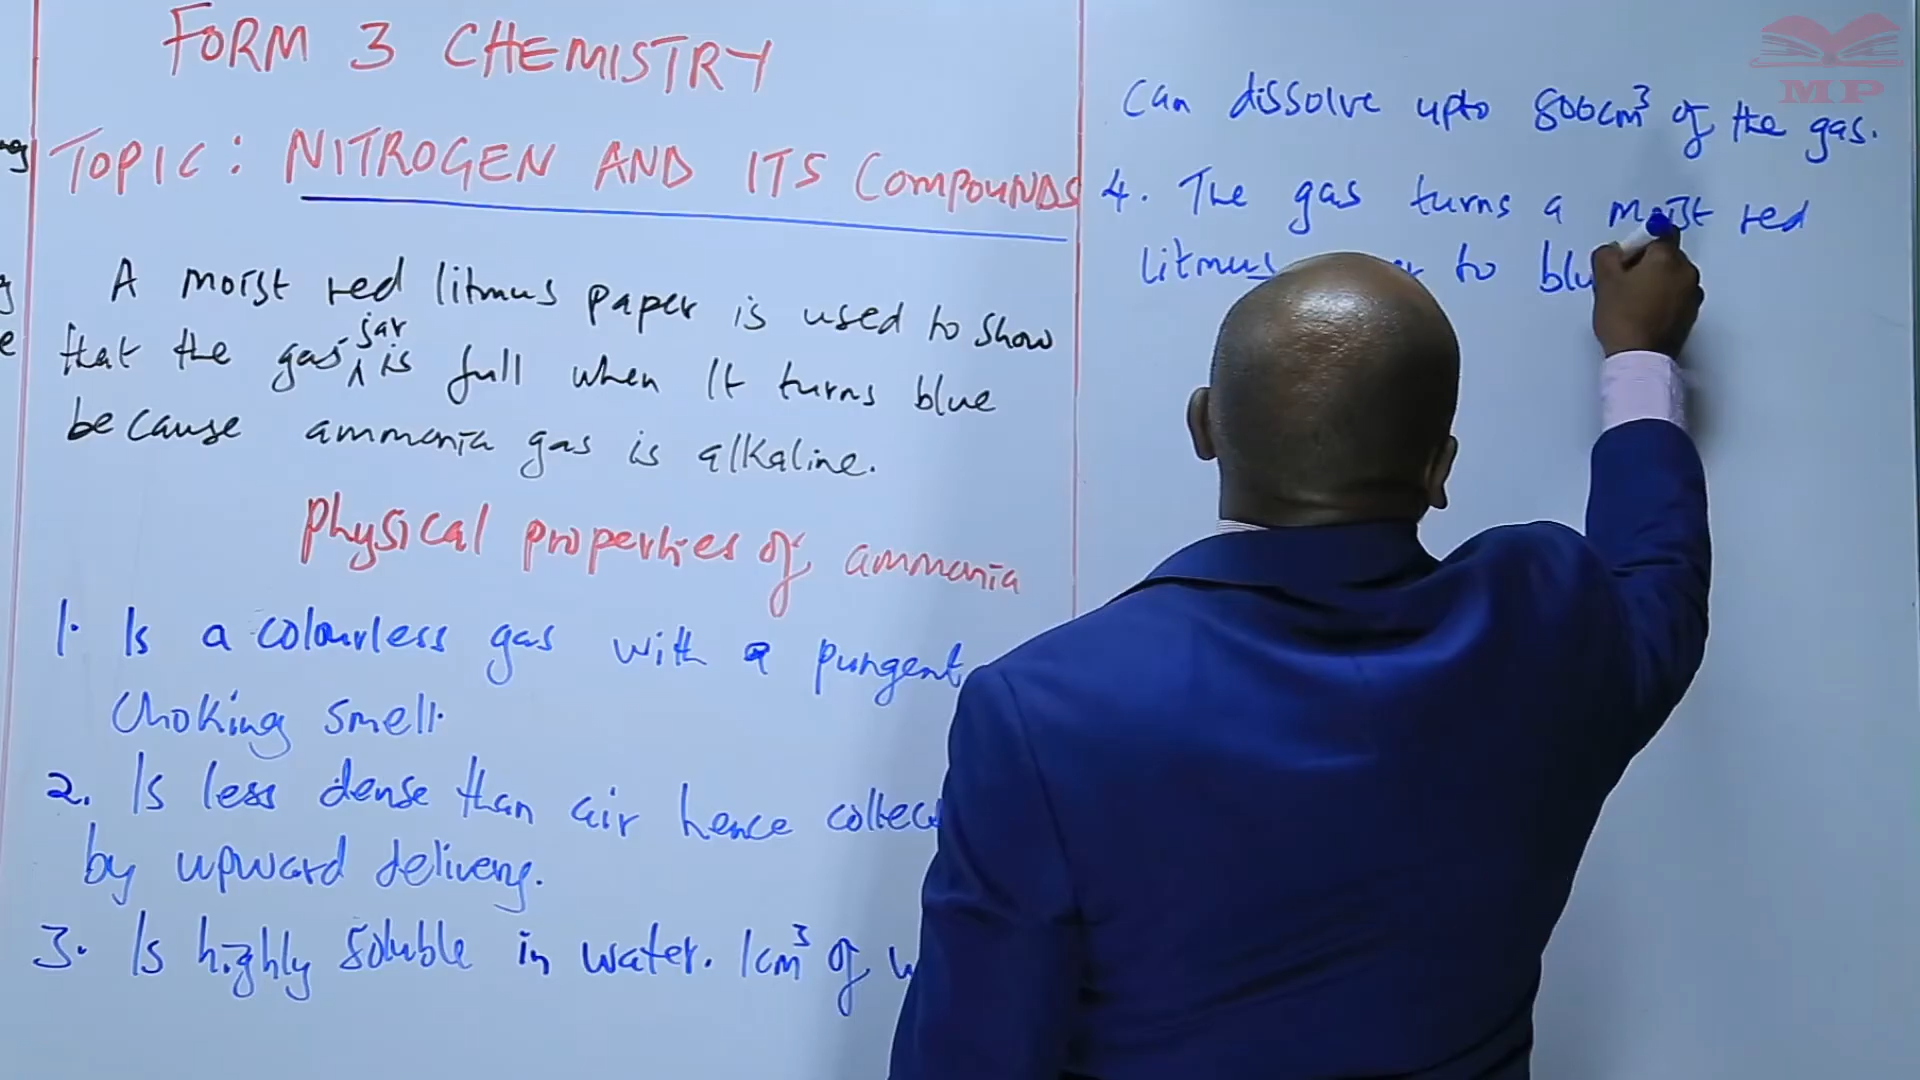 FORM 3 CHEMISTRY
TOPIC: NITROGEN AND ITS COMPOUNDS
A moist red litmus paper is used to show
that the gas jar is full when It turns blue
because ammonia gas is alkaline.
Physical properties of ammonia
1. Is a colourless gas with a pungent
Choking smell.
2. Is less dense than air hence collec
by upward delivery.
3. Is highly soluble in water. 1cm³ of w
Can dissolve upto 800cm³ of the gas.
4. The gas turns a moist red
litmus to blu
MP